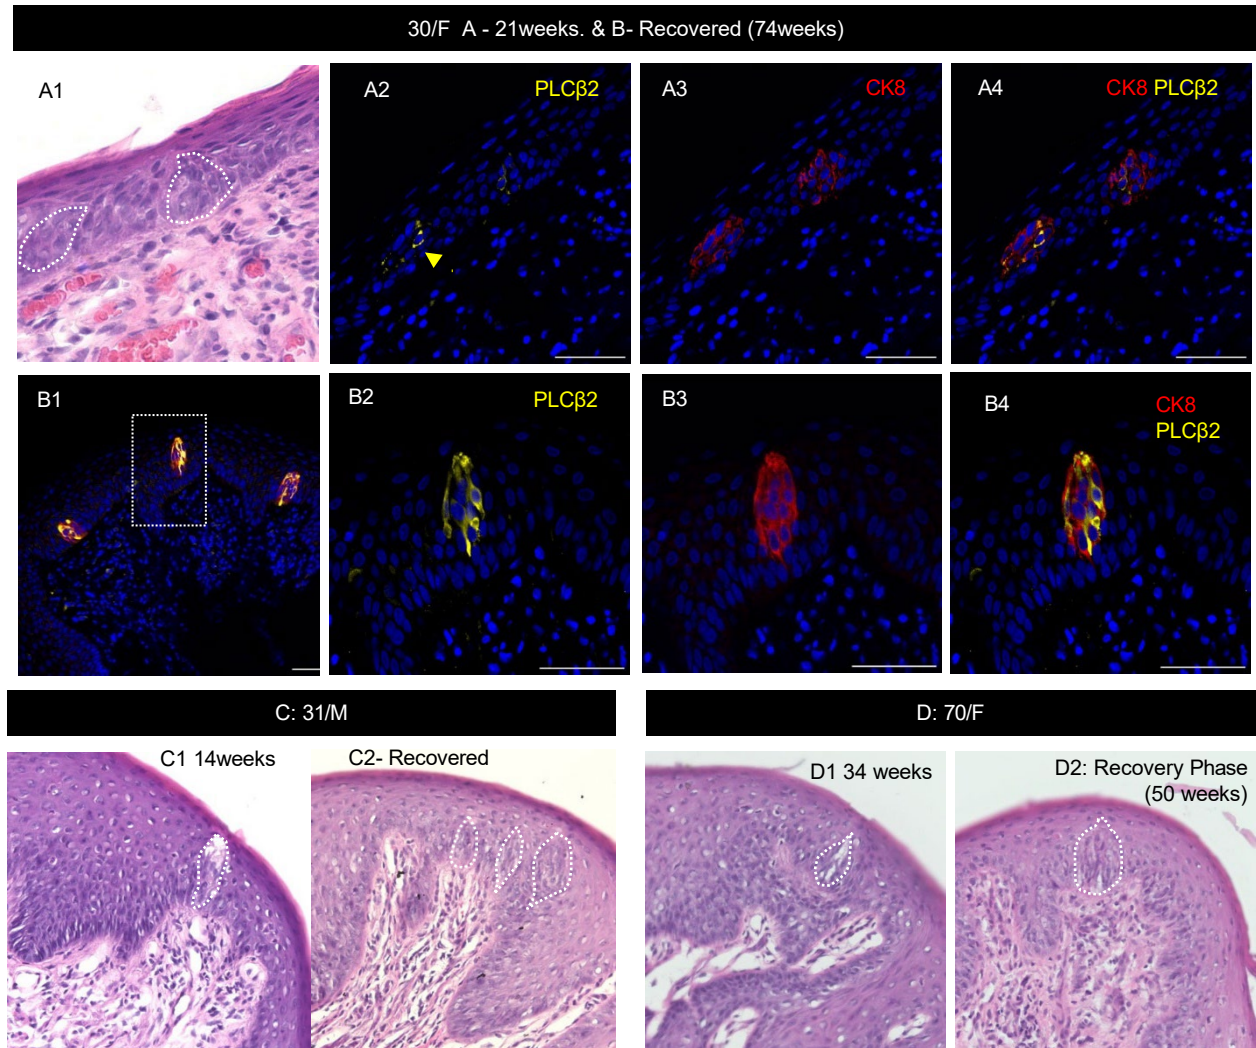 30/F A - 21weeks. & B- Recovered (74weeks)
A1
A2
PLCβ2
A3
CK8
A4
CK8 PLCβ2
B1
B2
PLCβ2
B3
B4
CK8
PLCβ2
C: 31/M
D: 70/F
C1 14weeks
C2- Recovered
D1 34 weeks
D2: Recovery Phase
(50 weeks)